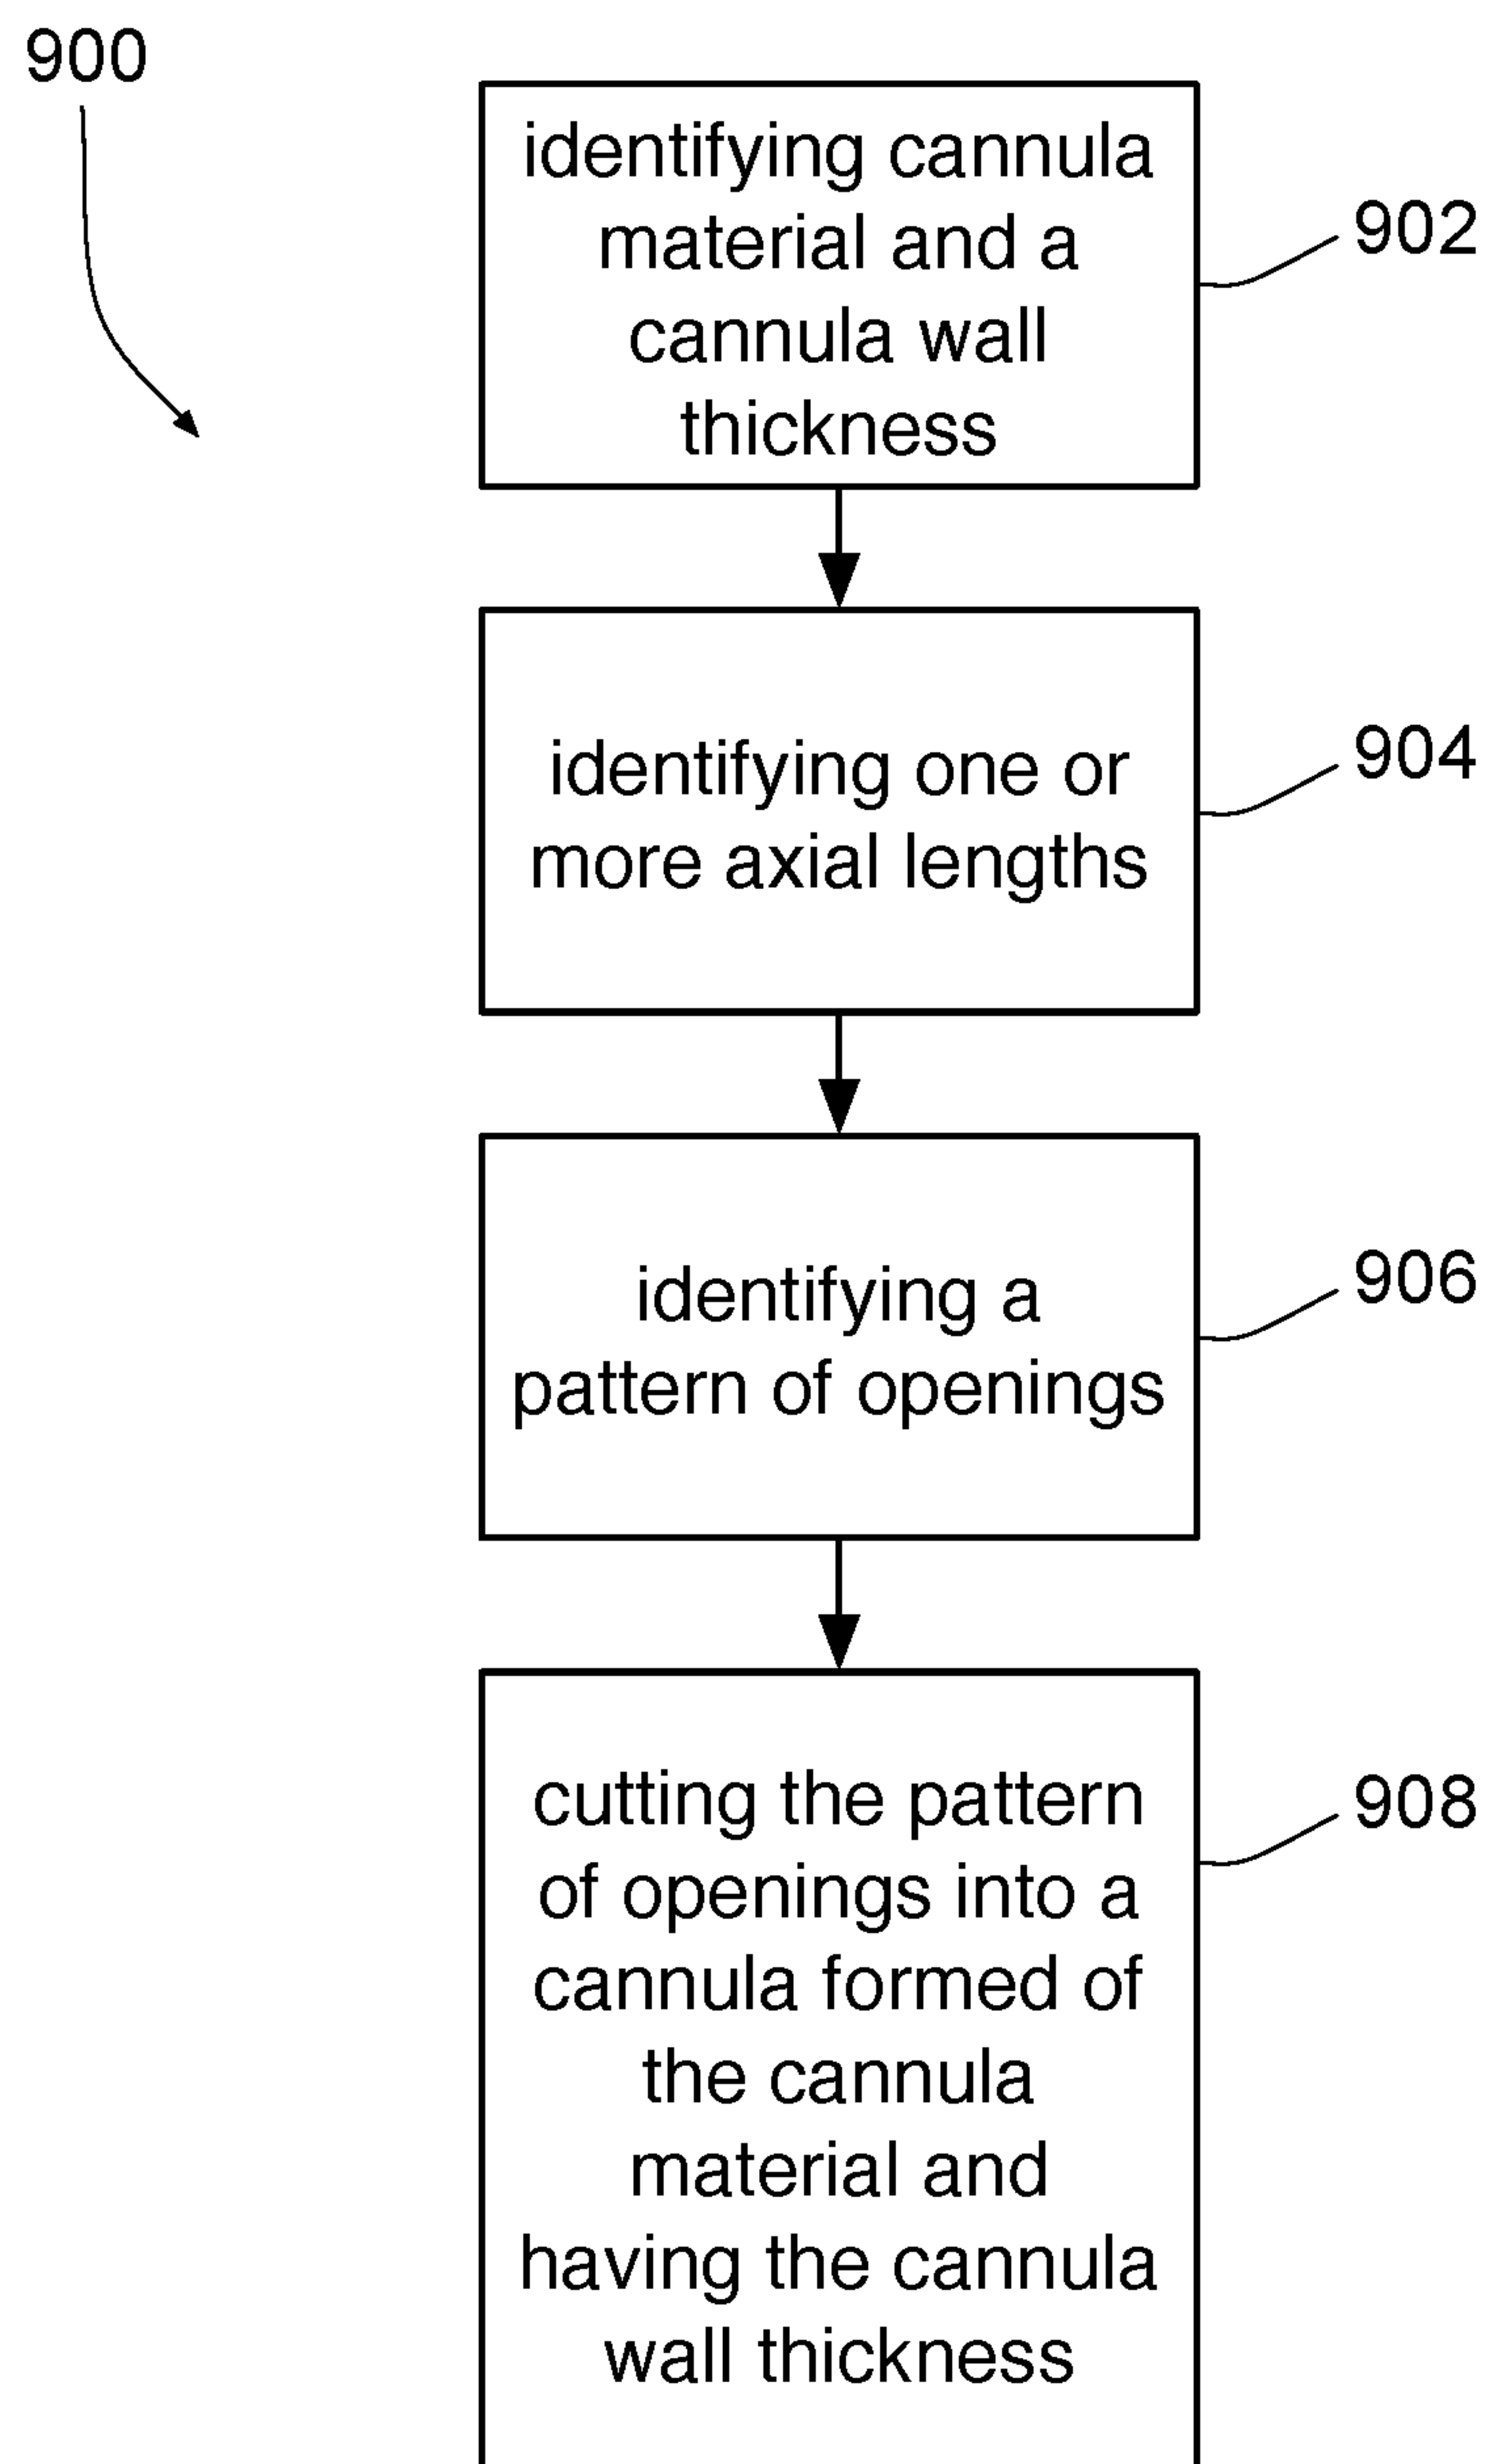 900
identifying cannula
material and a
cannula wall
thickness
902
identifying one or
more axial lengths
904
identifying a
pattern of openings
906
cutting the pattern
of openings into a
cannula formed of
the cannula
material and
having the cannula
wall thickness
908